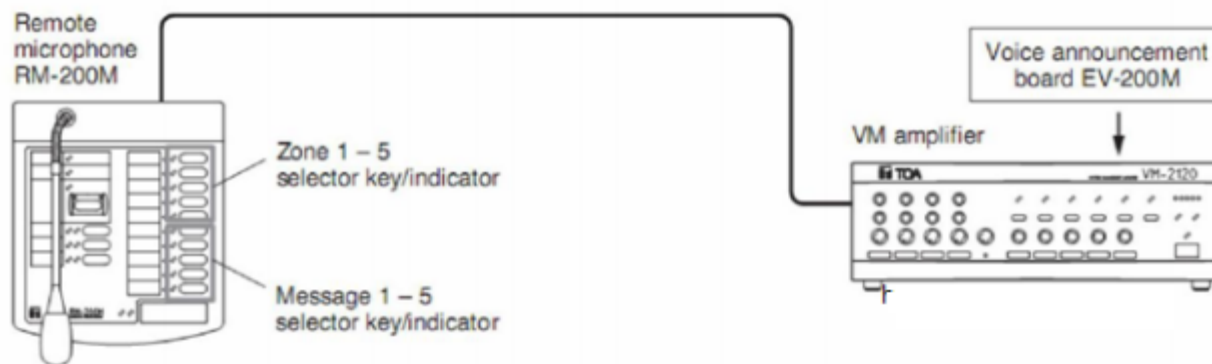 Remote
microphone
RM-200M
Zone 1 – 5
selector key/indicator
Message 1 – 5
selector key/indicator
Voice announcement
board EV-200M
VM amplifier
TOA
VM-2120